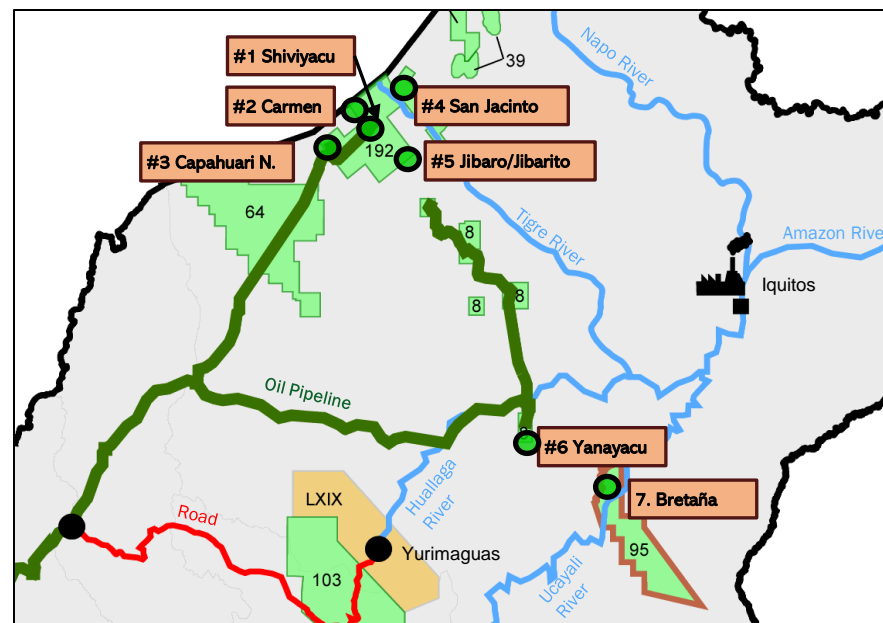 #1 Shiviyacu
39
Napo River
#2 Carmen
#4 San Jacinto
192
#3 Capahuari N.
#5 Jibaro/Jibarito
64
8
Tigre River
Amazon River
8
8
Iquitos
Oil Pipeline
8
#6 Yanayacu
Huallaga
River
LXIX
7. Bretaña
Road
Yurimaguas
95
103
Ucayali
River